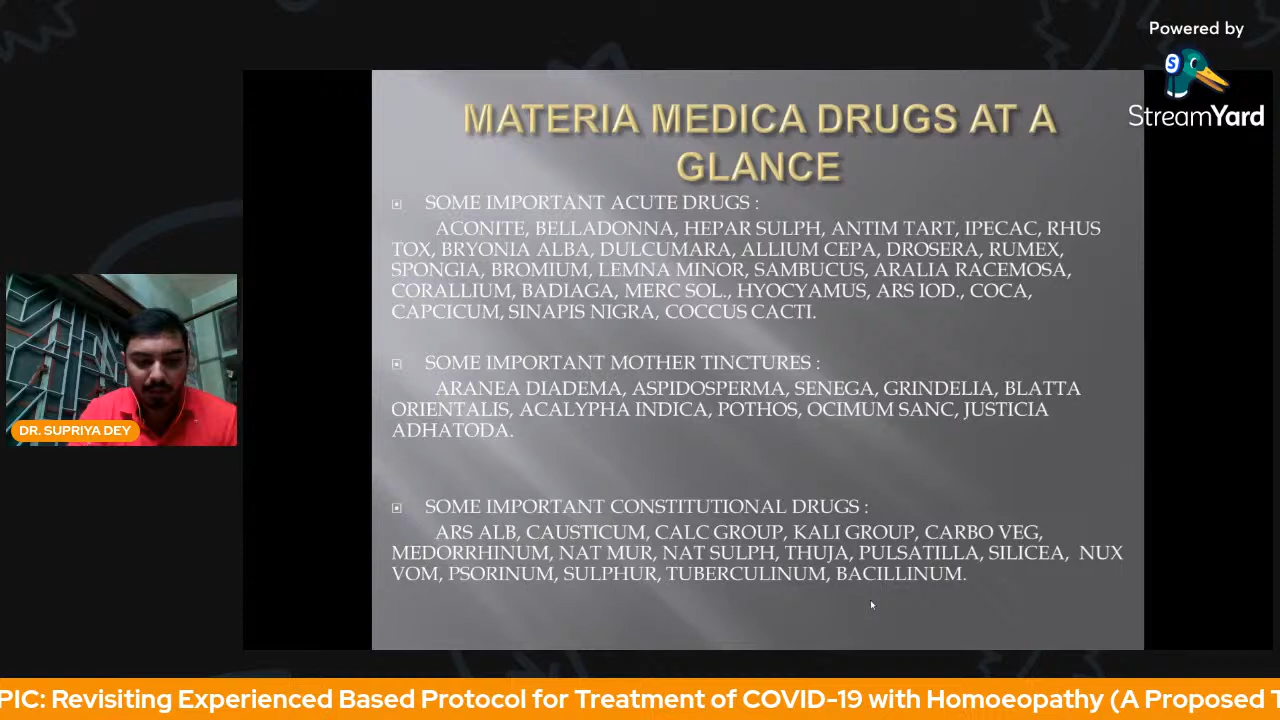 Powered by
StreamYard
MATERIA MEDICA DRUGS AT A
GLANCE
SOME IMPORTANT ACUTE DRUGS :
ACONITE, BELLADONNA, HEPAR SULPH, ANTIM TART, IPECAC, RHUS
TOX, BRYONIA ALBA, DULCUMARA, ALLIUM CEPA, DROSERA, RUMEX,
SPONGIA, BROMIUM, LEMNA MINOR, SAMBUCUS, ARALIA RACEMOSA,
CORALLIUM, BADIAGA, MERC SOL., HYOCYAMUS, ARS IOD., COCA,
CAPCICUM, SINAPIS NIGRA, COCCUS CACTI.
SOME IMPORTANT MOTHER TINCTURES :
ARANEA DIADEMA, ASPIDOSPERMA, SENEGA, GRINDELIA, BLATTA
ORIENTALIS, ACALYPHA INDICA, POTHOS, OCIMUM SANC, JUSTICIA
ADHATODA.
SOME IMPORTANT CONSTITUTIONAL DRUGS :
ARS ALB, CAUSTICUM, CALC GROUP, KALI GROUP, CARBO VEG,
MEDORRHINUM, NAT MUR, NAT SULPH, THUJA, PULSATILLA, SILICEA, NUX
VOM, PSORINUM, SULPHUR, TUBERCULINUM, BACILLINUM.
DR. SUPRIYA DEY
PIC: Revisiting Experienced Based Protocol for Treatment of COVID-19 with Homoeopathy (A Proposed T